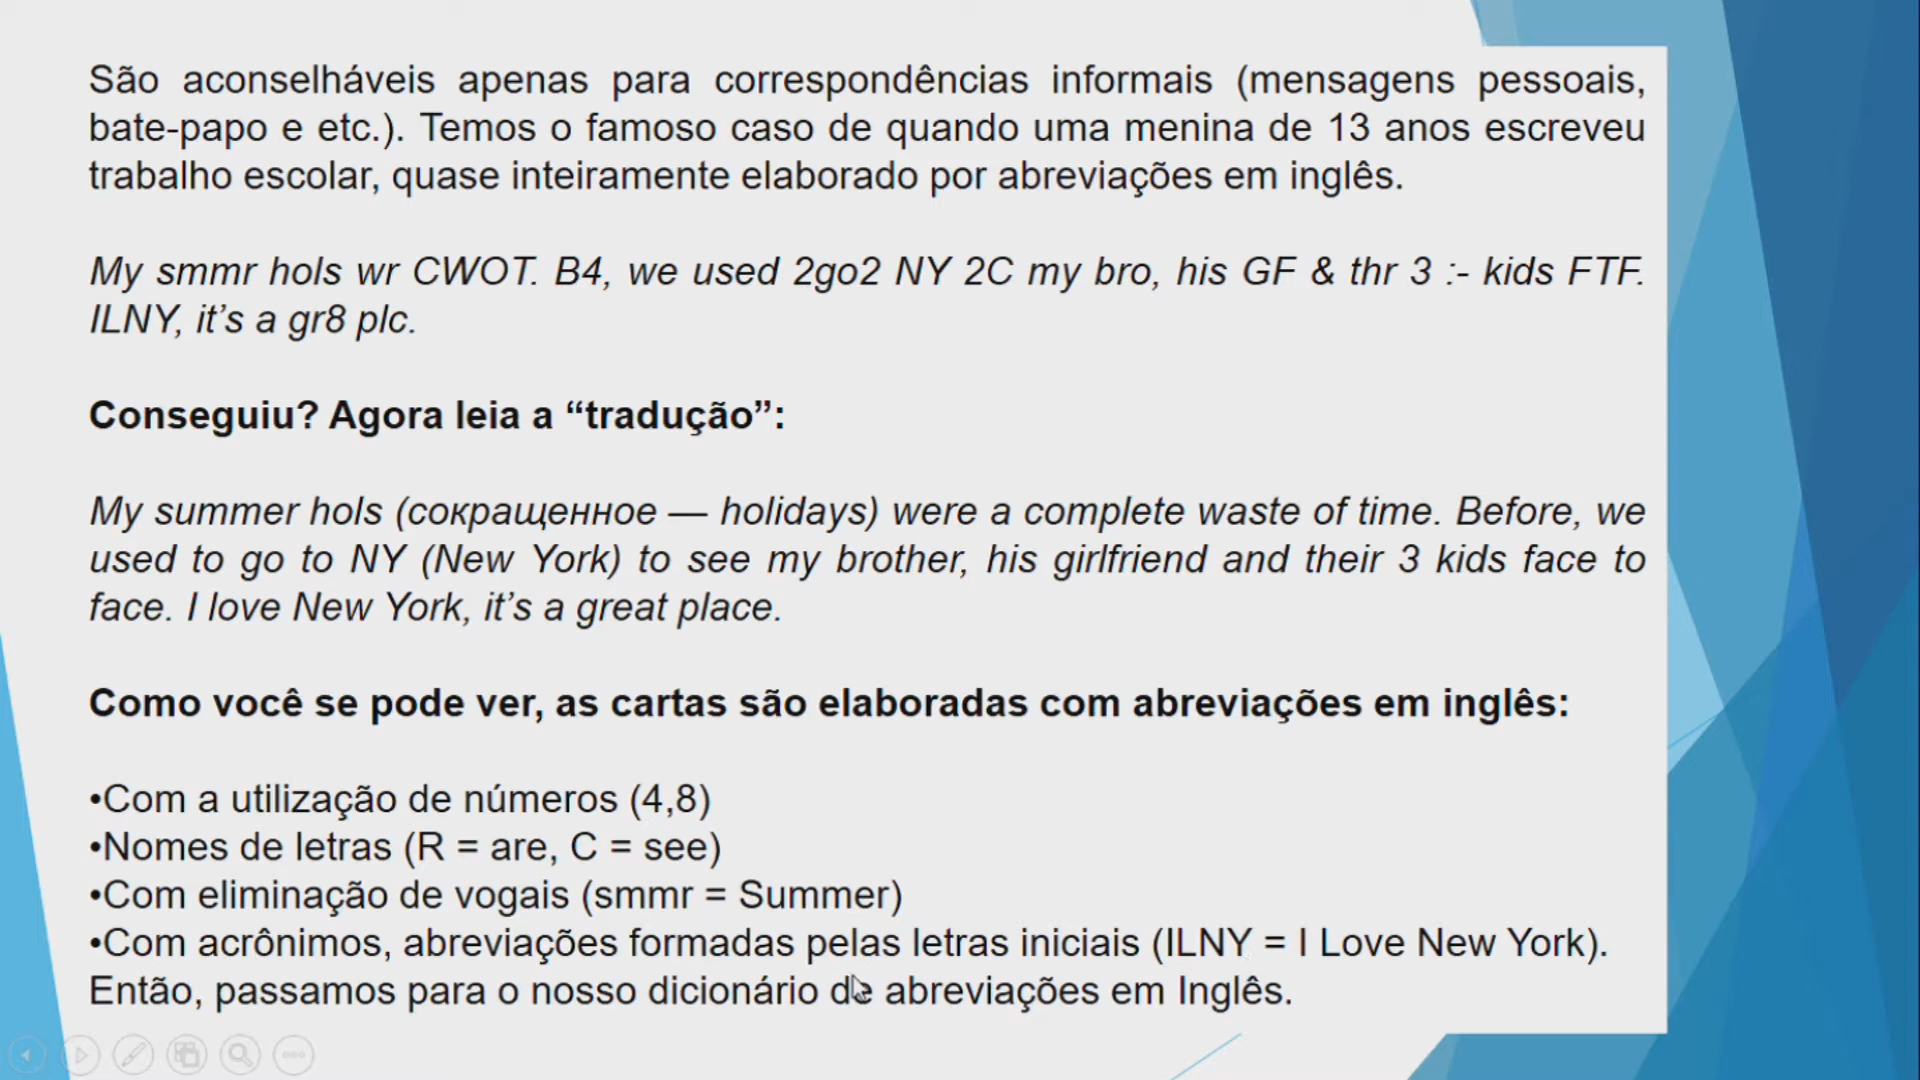 São aconselháveis apenas para correspondências informais (mensagens pessoais,
bate-papo e etc.). Temos o famoso caso de quando uma menina de 13 anos escreveu
trabalho escolar, quase inteiramente elaborado por abreviações em inglês.
My smmr hols wr CWOT. B4, we used 2go2 NY 2C my bro, his GF & thr 3 :- kids FTF.
ILNY, it’s a gr8 plc.
Conseguiu? Agora leia a “tradução”:
My summer hols (сокращенное — holidays) were a complete waste of time. Before, we
used to go to NY (New York) to see my brother, his girlfriend and their 3 kids face to
face. I love New York, it’s a great place.
Como você se pode ver, as cartas são elaboradas com abreviações em inglês:
•Com a utilização de números (4,8)
•Nomes de letras (R = are, C = see)
•Com eliminação de vogais (smmr = Summer)
•Com acrônimos, abreviações formadas pelas letras iniciais (ILNY = I Love New York).
Então, passamos para o nosso dicionário de abreviações em Inglês.